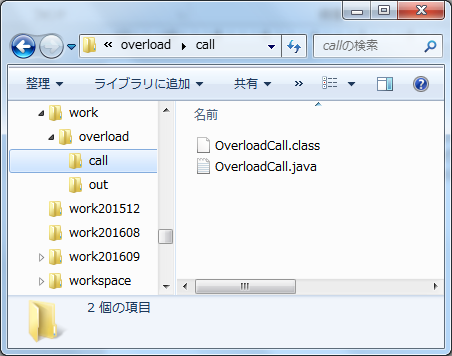 overload call callの検索
整理 ライブラリに追加 共有
work
overload
call
out
work201512
work201608
work201609
workspace
名前
OverloadCall.class
OverloadCall.java
2 個の項目